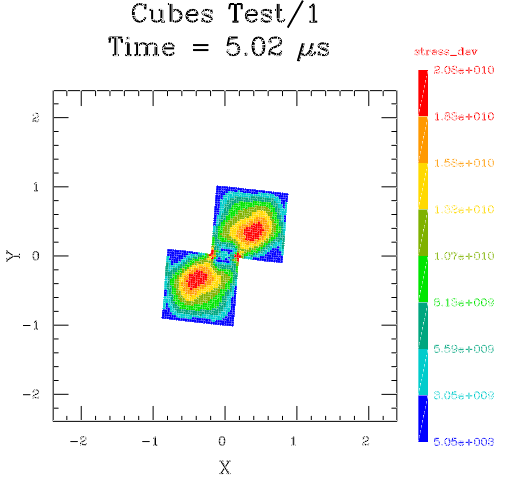 Cubes Test/1
Time = 5.02 μs
stress_dev
2.08e+010
1.83e+010
1.58e+010
1.32e+010
1.07e+010
8.13e+009
5.59e+009
3.05e+009
5.05e+008
2
1
0
-1
-2
Y
-2
-1
0
1
2
X